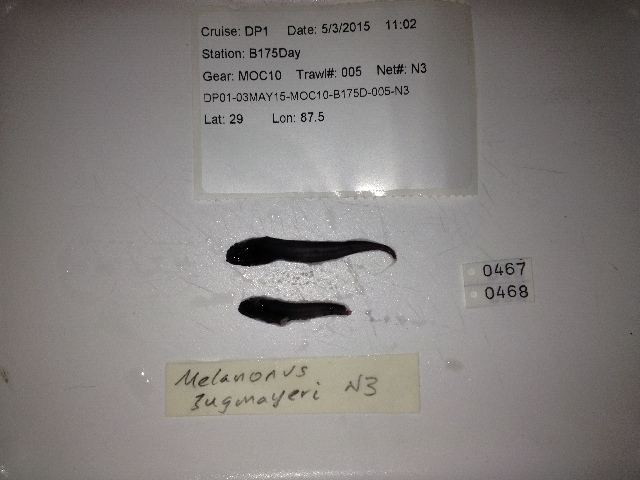 Cruise: DP1 Date: 5/3/2015 11:02
Station: B175Day
Gear: MOC10 Trawl#: 005 Net#: N3
DP01-03MAY15-MOC10-B175D-005-N3
Lat: 29 Lon: 87.5
0467
0468
Melanonus
zugmayeri N3